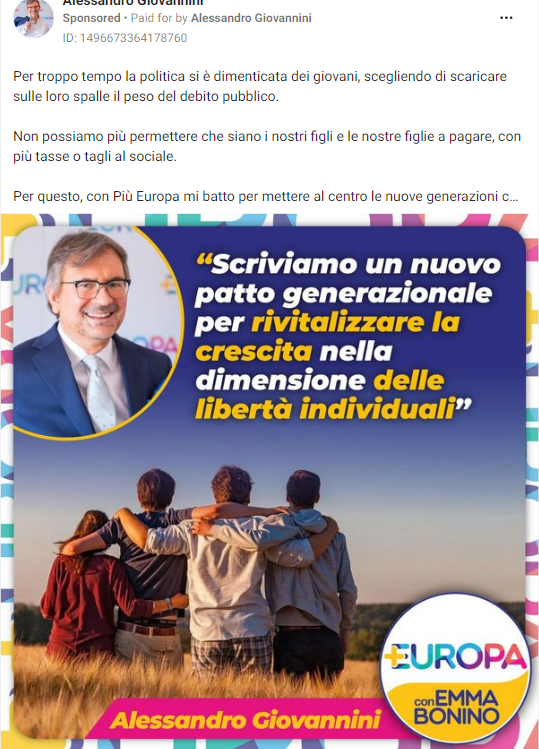 Alessandro Giovannini
Sponsored • Paid for by Alessandro Giovannini
ID: 1496673364178760
Per troppo tempo la politica si è dimenticata dei giovani, scegliendo di scaricare
sulle loro spalle il peso del debito pubblico.
Non possiamo più permettere che siano i nostri figli e le nostre figlie a pagare, con
più tasse o tagli al sociale.
Per questo, con Più Europa mi batto per mettere al centro le nuove generazioni c...
“Scriviamo un nuovo
patto generazionale
per rivitalizzare la
crescita nella
dimensione delle
libertà individuali”
+EUROPA
con EMMA
BONINO
Alessandro Giovannini